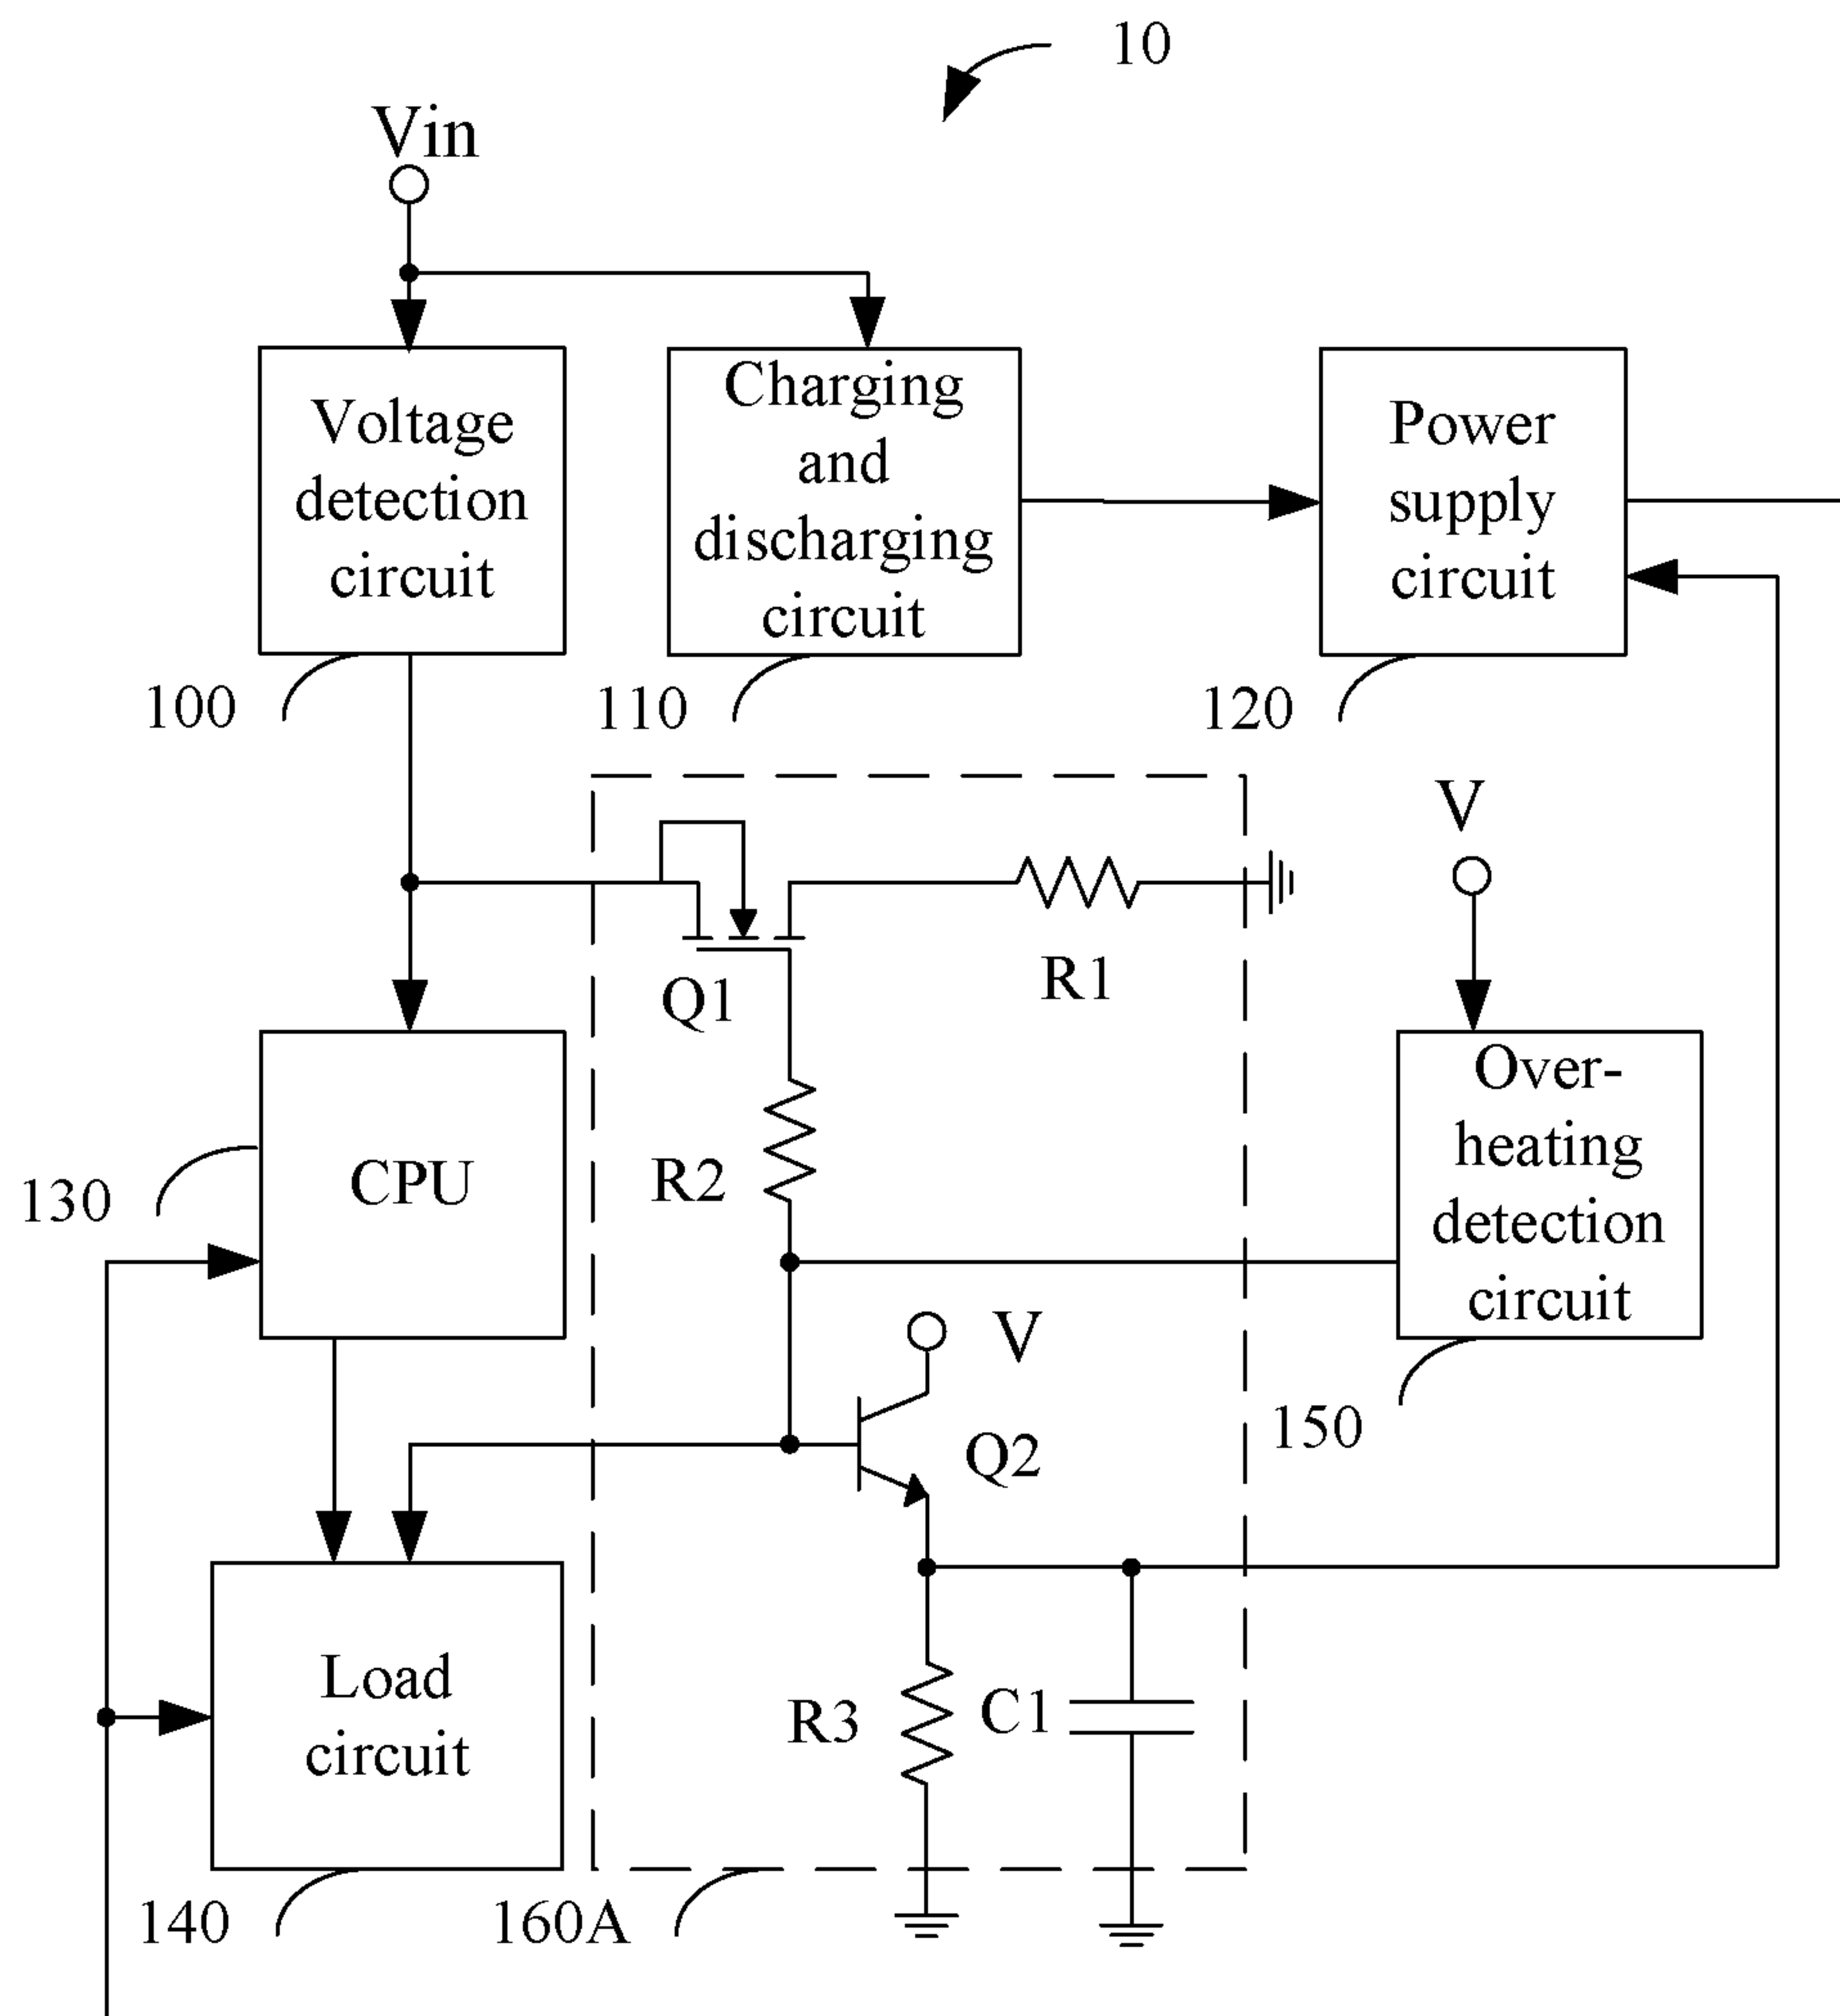 10
Vin
Voltage
detection
circuit
Charging
and
discharging
circuit
Power
supply
circuit
100
110
120
V
Q1
R1
Over-
heating
detection
circuit
CPU
130
R2
V
Q2
150
Load
circuit
R3
C1
140
160A